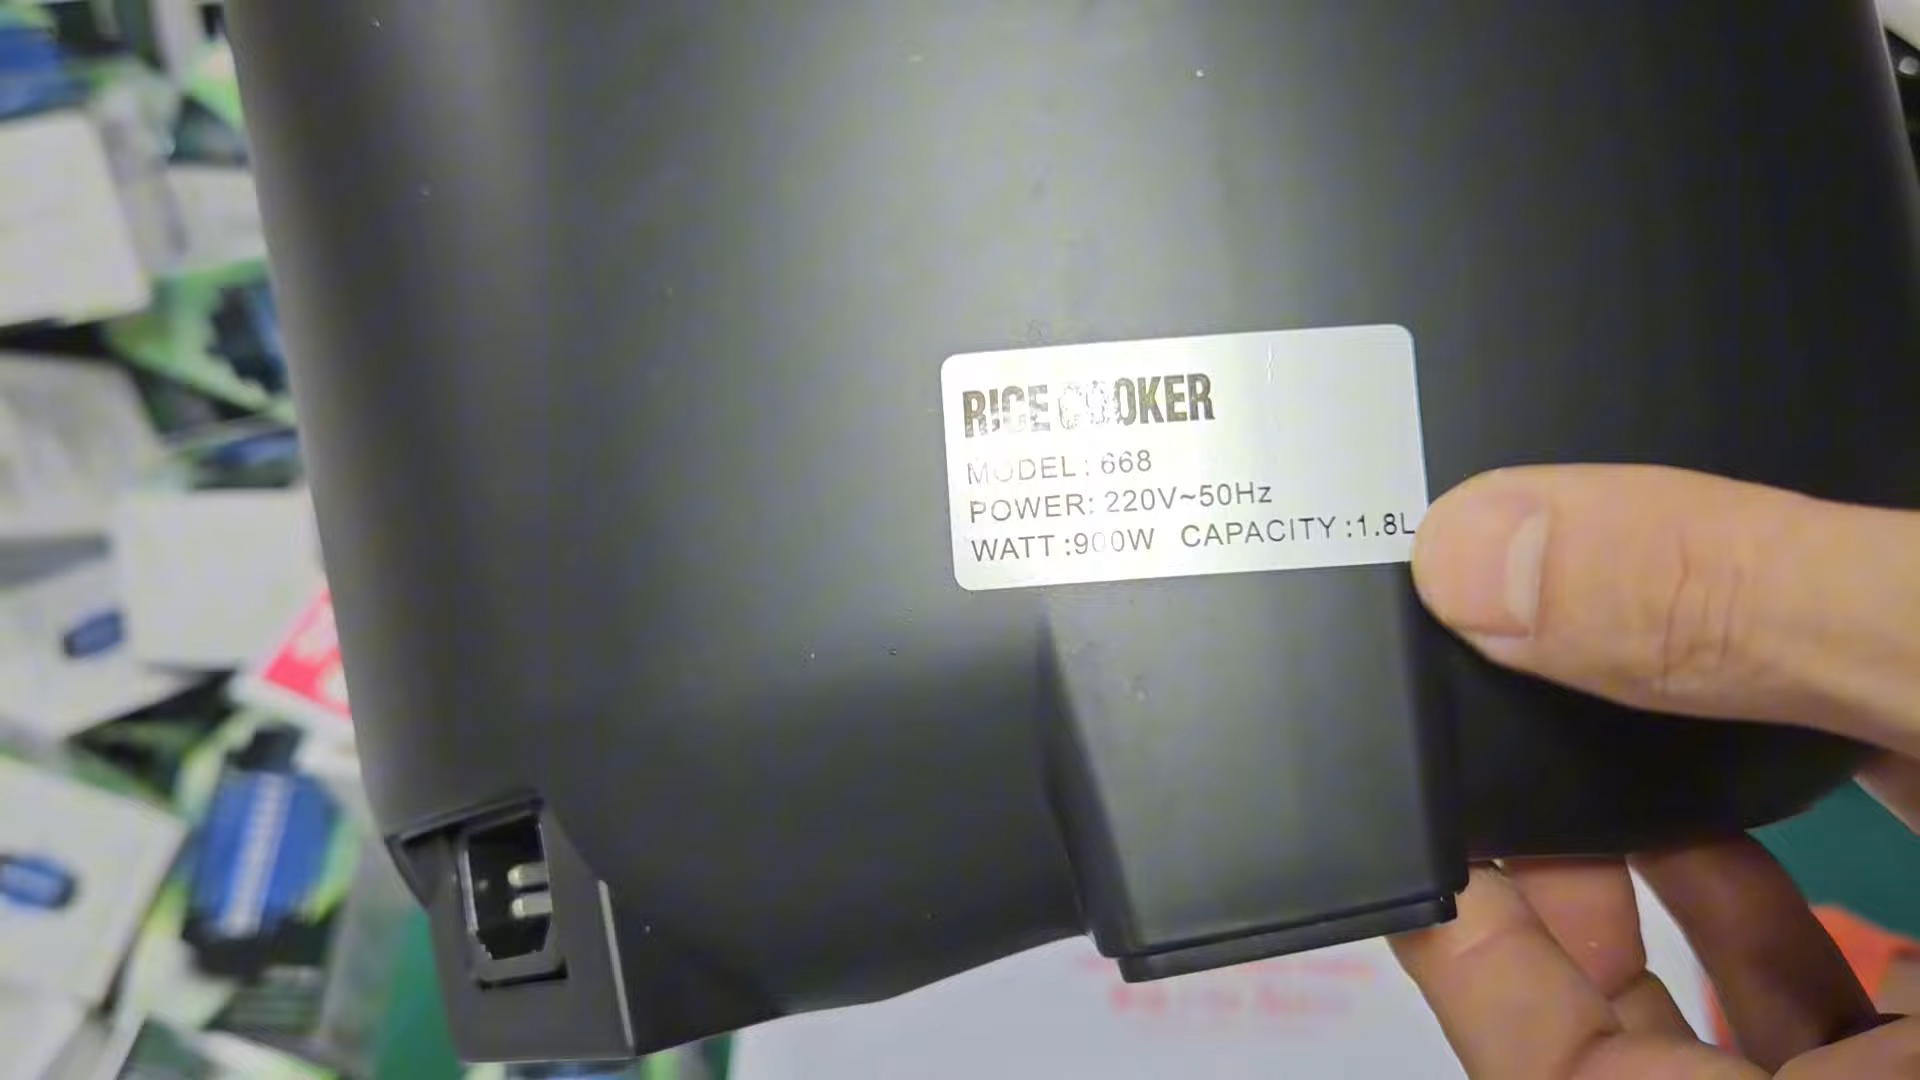 RICE COOKER
MODEL: 668
POWER: 220V~50Hz
WATT:900W CAPACITY:1.8L